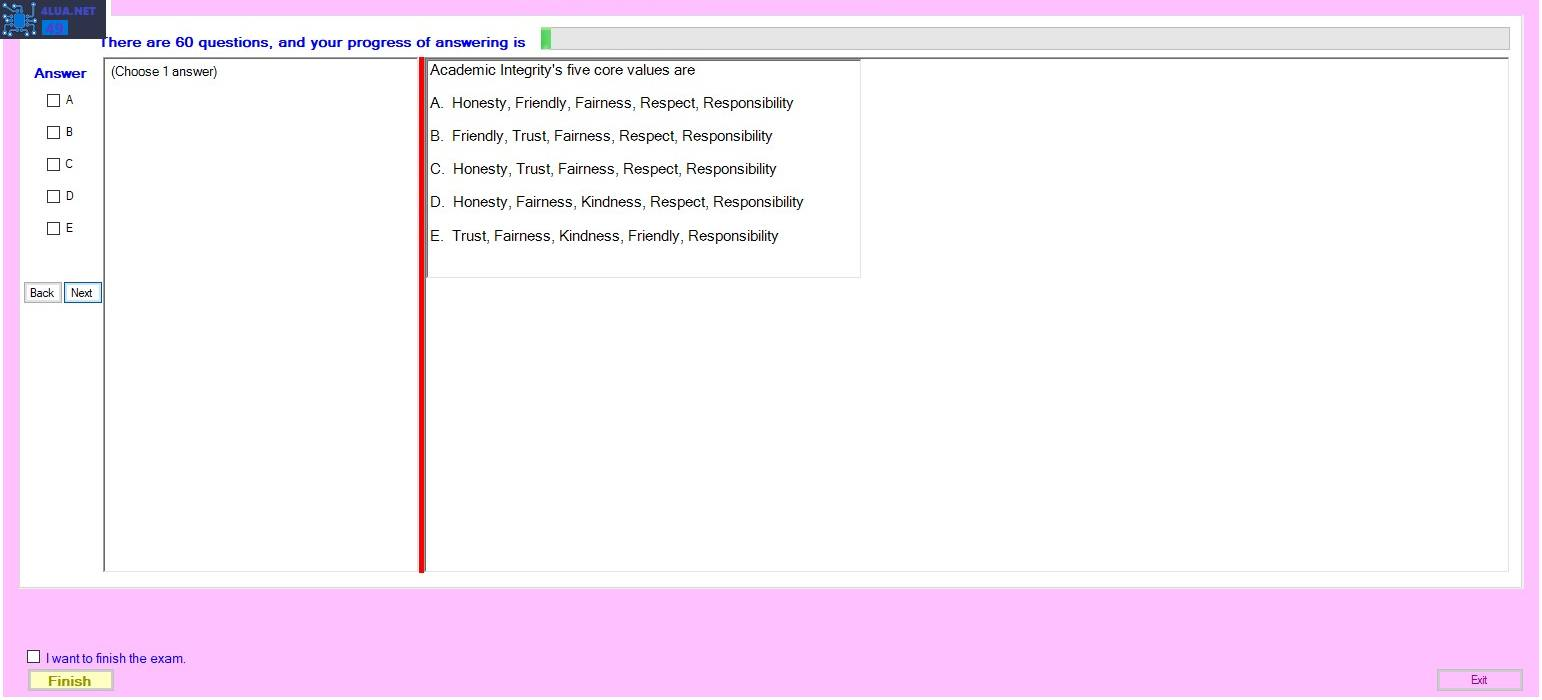 4LUA.NET
49
There are 60 questions, and your progress of answering is
Answer
A
B
C
D
E
Back Next
(Choose 1 answer)
Academic Integrity's five core values are
A. Honesty, Friendly, Fairness, Respect, Responsibility
B. Friendly, Trust, Fairness, Respect, Responsibility
C. Honesty, Trust, Fairness, Respect, Responsibility
D. Honesty, Fairness, Kindness, Respect, Responsibility
E. Trust, Fairness, Kindness, Friendly, Responsibility
I want to finish the exam.
Finish
Exit